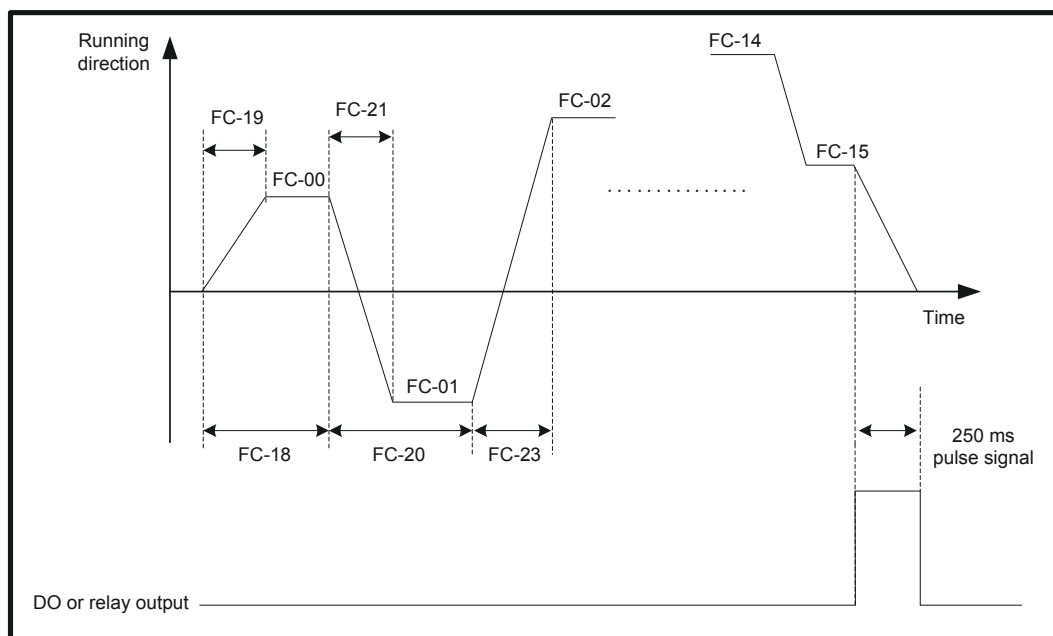 Running
direction
FC-14
FC-02
FC-19
FC-21
FC-15
FC-00
...............
Time
FC-01
FC-18
FC-20
FC-23
250 ms
pulse signal
DO or relay output